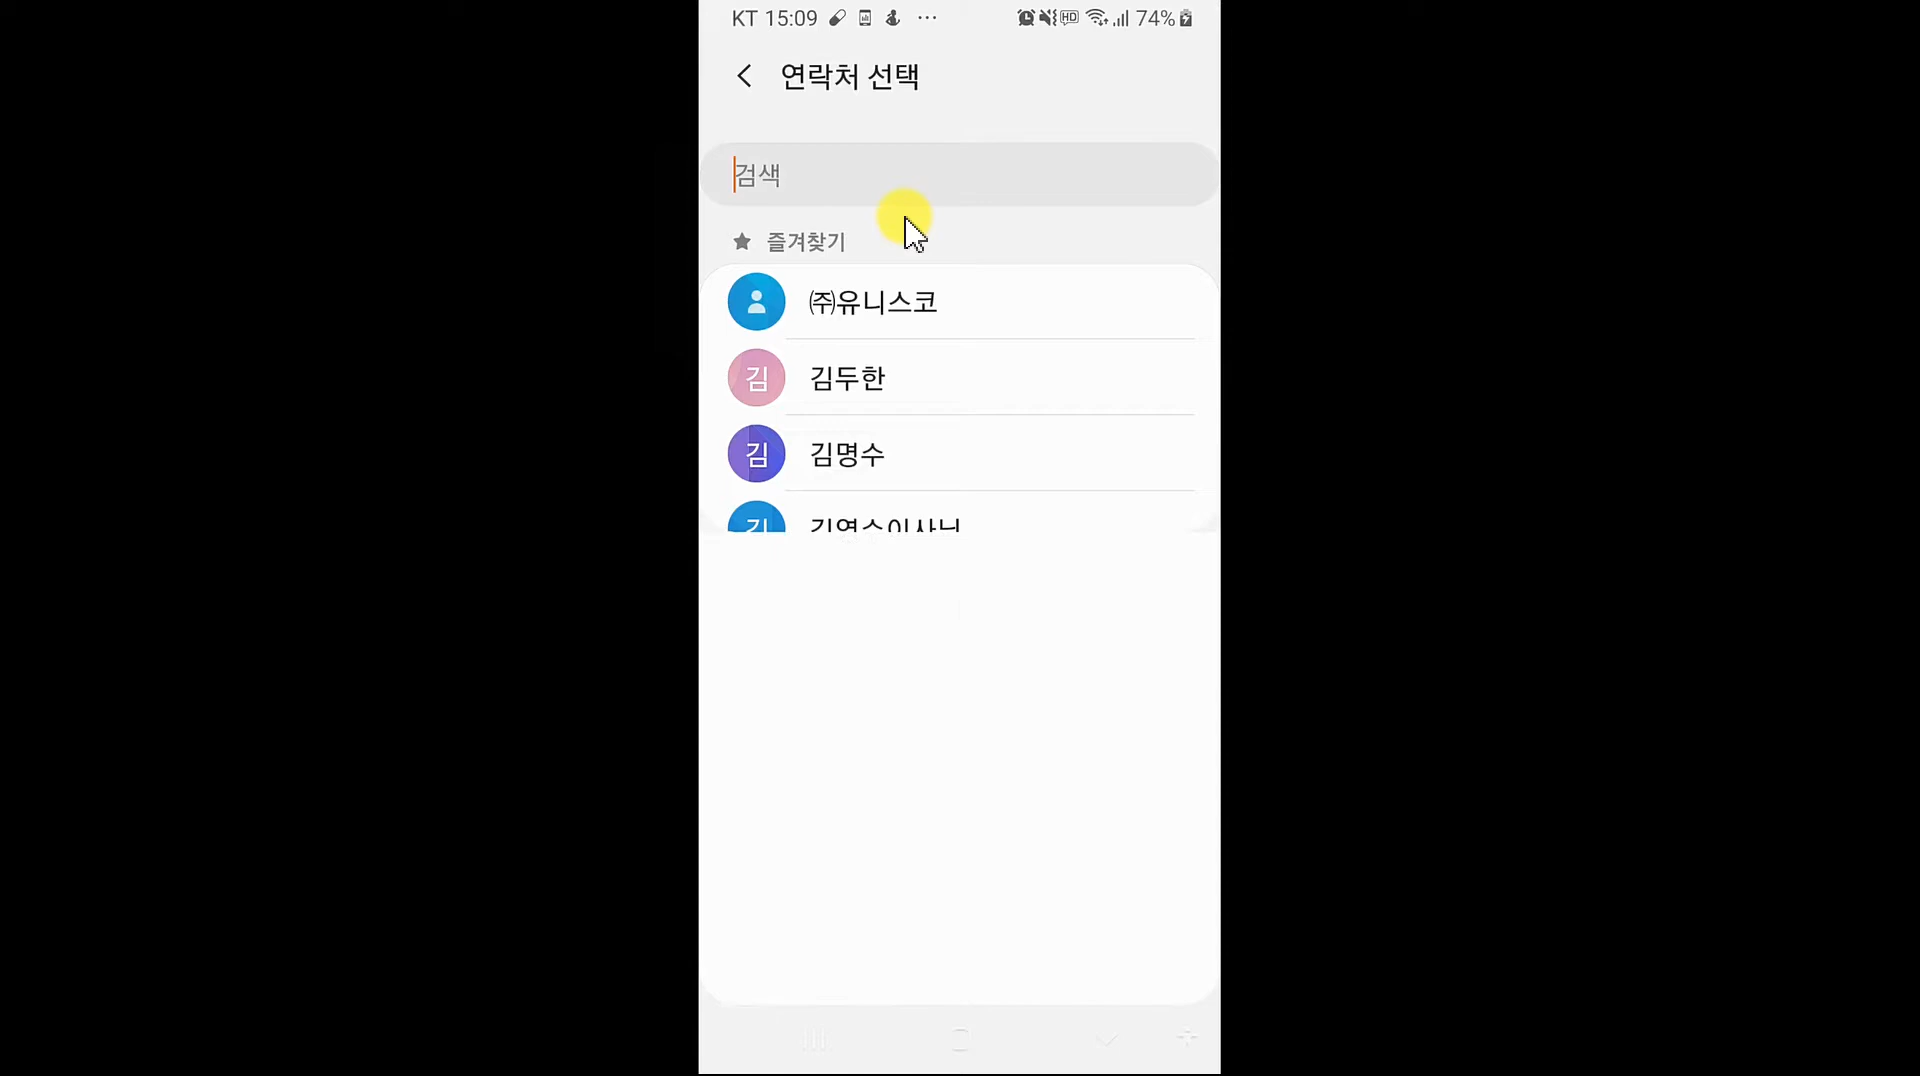 KT 15:09 ... HD 74%
연락처 선택
검색
즐겨찾기
㈜유니스코
김 김두한
김 김명수